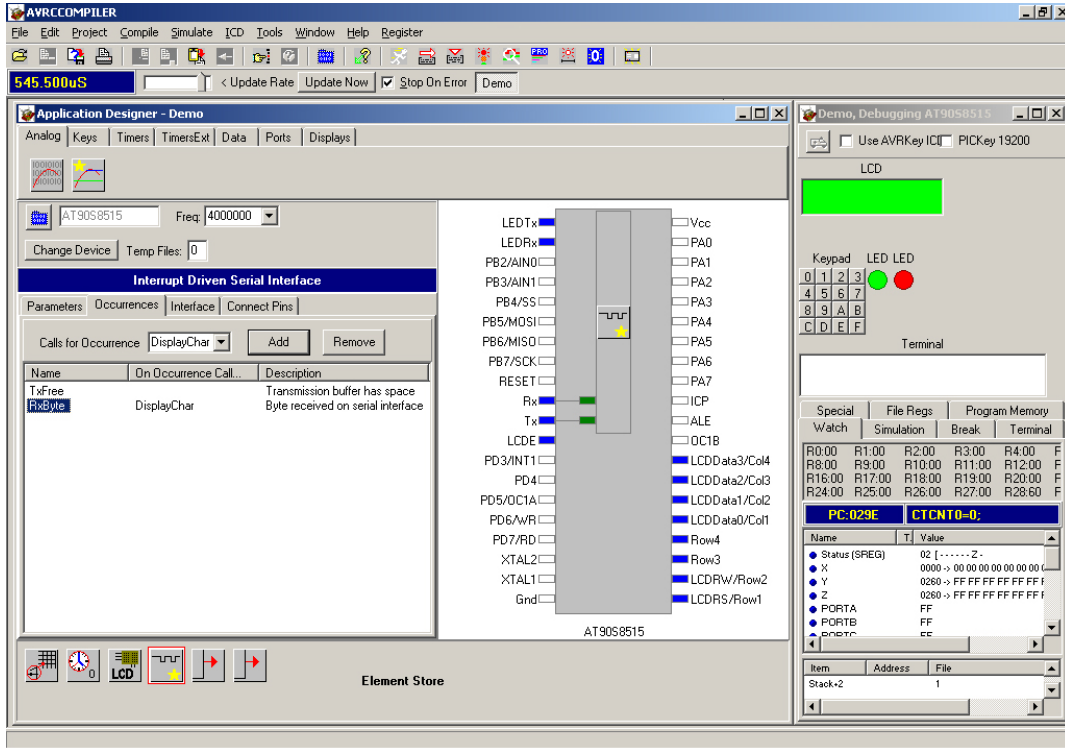 AVRCCOMPILER
File Edit Project Compile Simulate ICD Tools Window Help Register
PRO
545.500uS < Update Rate Update Now Stop On Error Demo
Application Designer - Demo
Analog Keys Timers TimersExt Data Ports Displays
AT90S8515 Freq: 4000000
Change Device Temp Files: 0
Interrupt Driven Serial Interface
Parameters Occurrences Interface Connect Pins
Calls for Occurrence DisplayChar Add Remove
Name On Occurrence Call... Description
TxFree Transmission buffer has space
RxByte DisplayChar Byte received on serial interface
LEDTx Vcc
LEDRx PA0
PB2/AIN0 PA1
PB3/AIN1 PA2
PB4/SS PA3
PB5/MOSI PA4
PB6/MISO PA5
PB7/SCK PA6
RESET PA7
Rx ICP
Tx ALE
LCDE OC1B
PD3/INT1 LCDData3/Col4
PD4 LCDData2/Col3
PD5/OC1A LCDData1/Col2
PD6/WR LCDData0/Col1
PD7/RD Row4
XTAL2 Row3
XTAL1 LCDRW/Row2
Gnd LCDRS/Row1
AT90S8515
LCD
Element Store
Demo, Debugging AT90S8515
Use AVRKey ICD PICKey 19200
LCD
Keypad LED LED
0 1 2 3
4 5 6 7
8 9 A B
C D E F
Terminal
Special File Regs Program Memory
Watch Simulation Break Terminal
R0:00 R1:00 R2:00 R3:00 R4:00 F
R8:00 R9:00 R10:00 R11:00 R12:00 F
R16:00 R17:00 R18:00 R19:00 R20:00 F
R24:00 R25:00 R26:00 R27:00 R28:60 F
PC:029E CTCNT0=0;
Name T. Value
Status (SREG) 02 [ - - - - - - Z -
X 0000 -> 00 00 00 00 00 00 00
Y 0260 -> FF FF FF FF FF FF F
Z 0260 -> FF FF FF FF FF FF F
PORTA FF
PORTB FF
PORTC FF
Item Address File
Stack+2 1